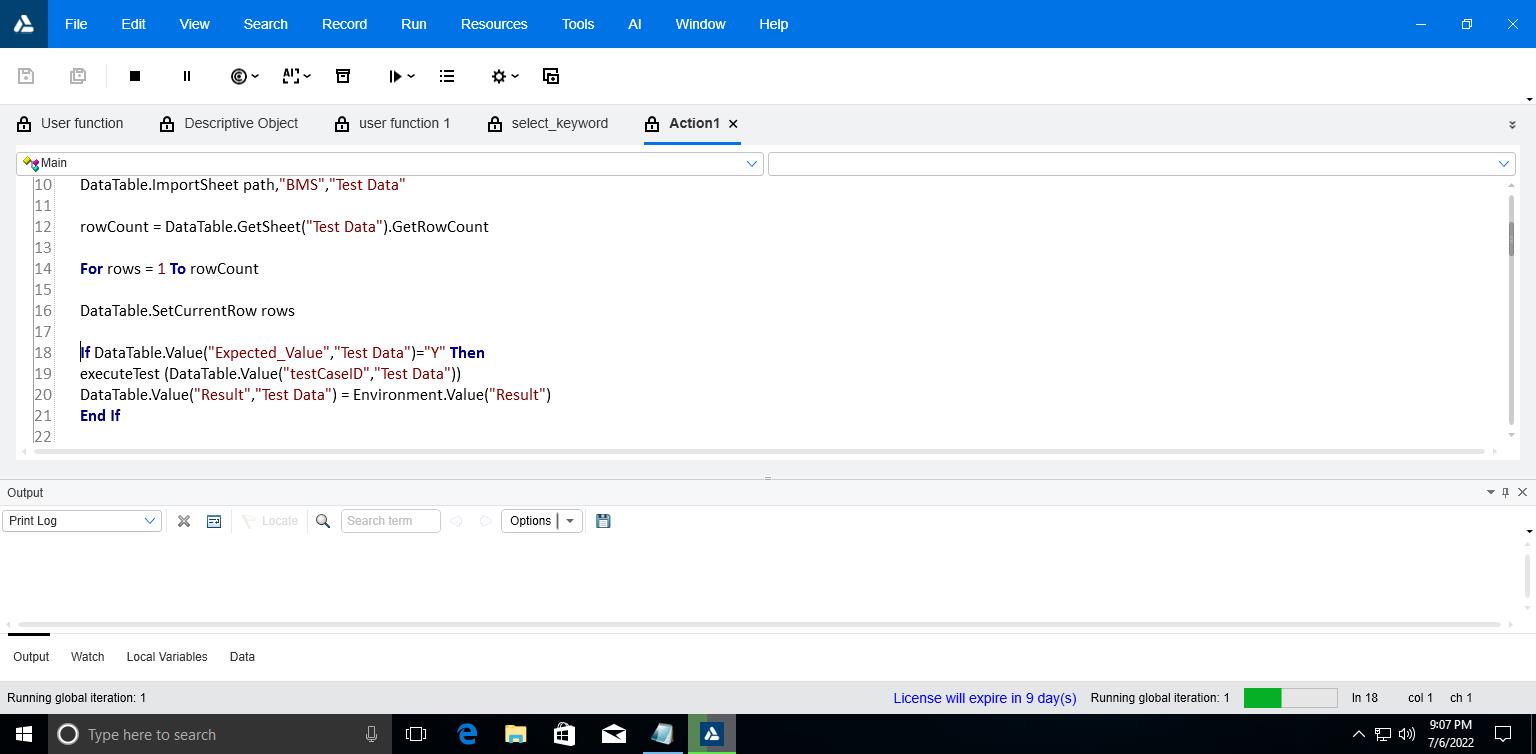 File Edit View Search Record Run Resources Tools AI Window Help
User function Descriptive Object user function 1 select_keyword Action1
Main
10 DataTable.ImportSheet path,"BMS","Test Data"
11
12 rowCount = DataTable.GetSheet("Test Data").GetRowCount
13
14 For rows = 1 To rowCount
15
16 DataTable.SetCurrentRow rows
17
18 If DataTable.Value("Expected_Value","Test Data")="Y" Then
19 executeTest (DataTable.Value("testCaseID","Test Data"))
20 DataTable.Value("Result","Test Data") = Environment.Value("Result")
21 End If
22
Output
Print Log Locate Search term Options
Output Watch Local Variables Data
Running global iteration: 1 License will expire in 9 day(s) Running global iteration: 1 ln 18 col 1 ch 1
Type here to search 9:07 PM
7/6/2022